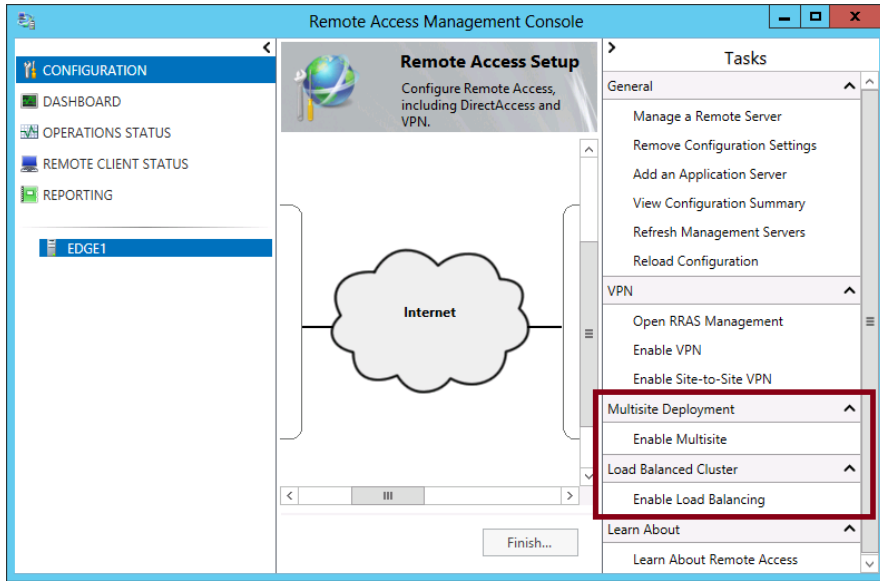 Remote Access Management Console
CONFIGURATION
DASHBOARD
OPERATIONS STATUS
REMOTE CLIENT STATUS
REPORTING
EDGE1
Remote Access Setup
Configure Remote Access,
including DirectAccess and
VPN.
Internet
Finish...
Tasks
General
Manage a Remote Server
Remove Configuration Settings
Add an Application Server
View Configuration Summary
Refresh Management Servers
Reload Configuration
VPN
Open RRAS Management
Enable VPN
Enable Site-to-Site VPN
Multisite Deployment
Enable Multisite
Load Balanced Cluster
Enable Load Balancing
Learn About
Learn About Remote Access